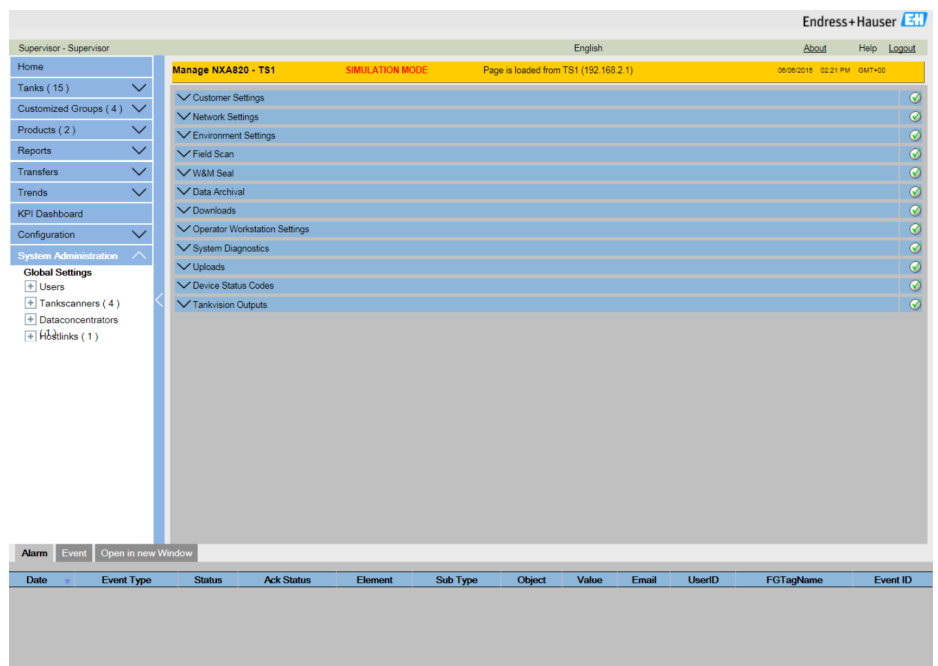 Endress+Hauser EH
Supervisor - Supervisor English About Help Logout
Home
Tanks ( 15 )
Customized Groups ( 4 )
Products ( 2 )
Reports
Transfers
Trends
KPI Dashboard
Configuration
System Administration
Global Settings
Users
Tankscanners ( 4 )
Dataconcentrators
( 1 )
Hostlinks ( 1 )
Manage NXA820 - TS1 SIMULATION MODE Page is loaded from TS1 (192.168.2.1) 06/06/2015 02:21 PM GMT+00
Customer Settings
Network Settings
Environment Settings
Field Scan
W&M Seal
Data Archival
Downloads
Operator Workstation Settings
System Diagnostics
Uploads
Device Status Codes
Tankvision Outputs
Alarm Event Open in new Window
Date Event Type Status Ack Status Element Sub Type Object Value Email UserID FGTagName Event ID